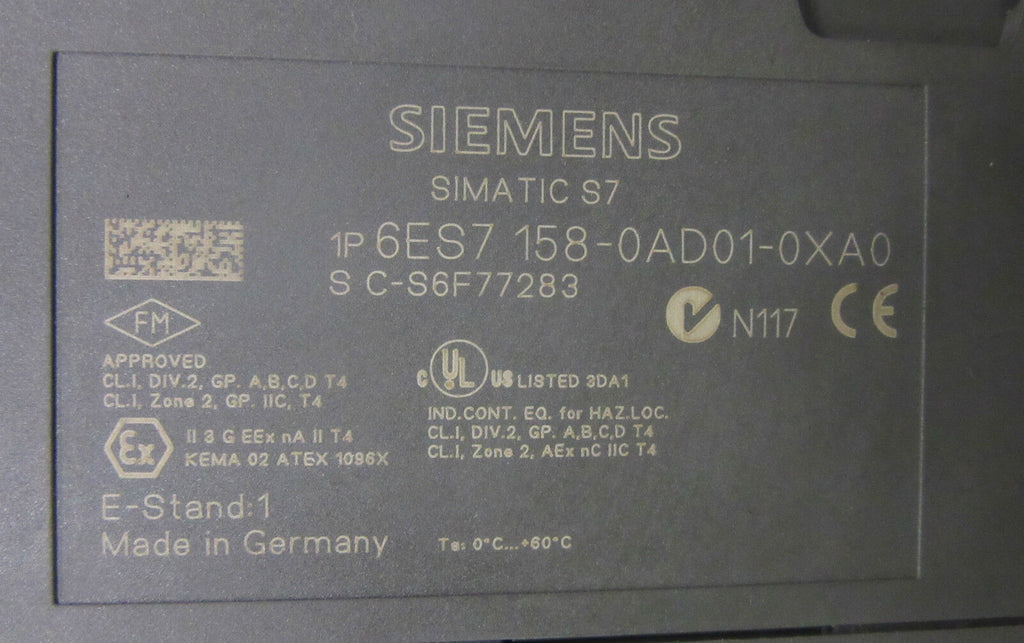 SIEMENS
SIMATIC S7
1P 6ES7 158-0AD01-0XA0
S C-S6F77283
N117 CE
FM
APPROVED
CL.I, DIV.2, GP. A,B,C,D T4
CL.I, Zone 2, GP. IIC, T4
C UL US LISTED 3DA1
IND.CONT. EQ. for HAZ.LOC.
CL.I, DIV.2, GP. A,B,C,D T4
CL.I, Zone 2, AEx nC IIC T4
Ex II 3 G EEx nA II T4
KEMA 02 ATEX 1096X
E-Stand:1
Made in Germany
Ta: 0°C...+60°C